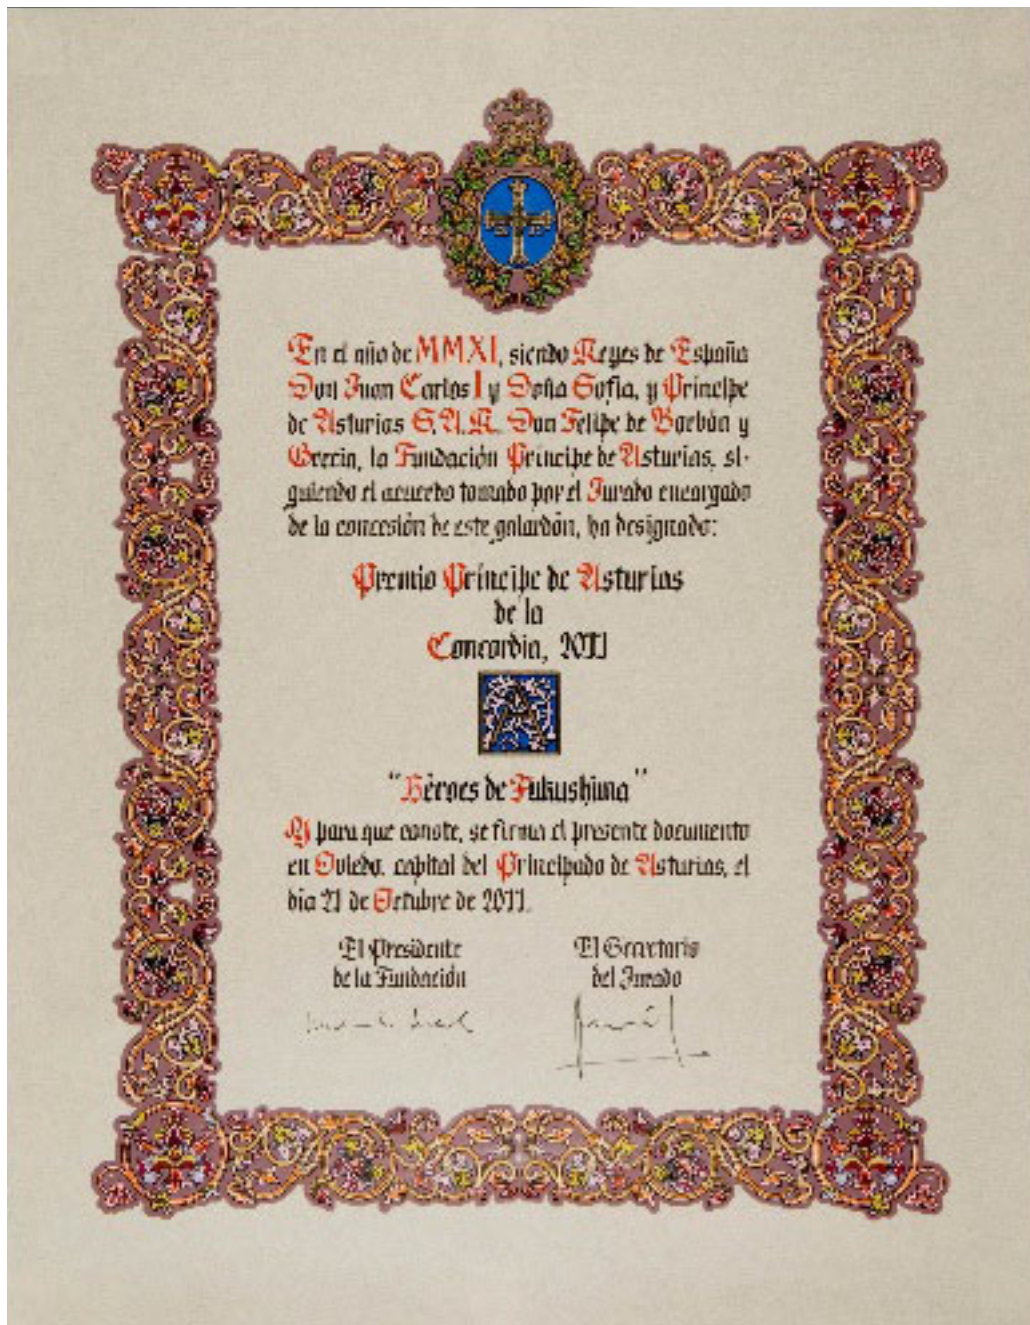 En el año de MMXI, siendo Reyes de España
Don Juan Carlos I y Doña Sofía, y Príncipe
de Asturias S.A.R. Don Felipe de Borbón y
Grecia, la Fundación Príncipe de Asturias, si-
guiendo el acuerdo tomado por el Jurado encargado
de la concesión de este galardón, ha designado:
Premio Príncipe de Asturias
de la
Concordia, 2011
A
"Héroes de Fukushima"
Y para que conste, se firma el presente documento
en Oviedo, capital del Principado de Asturias, el
día 21 de Octubre de 2011.
El Presidente
de la Fundación
El Secretario
del Jurado